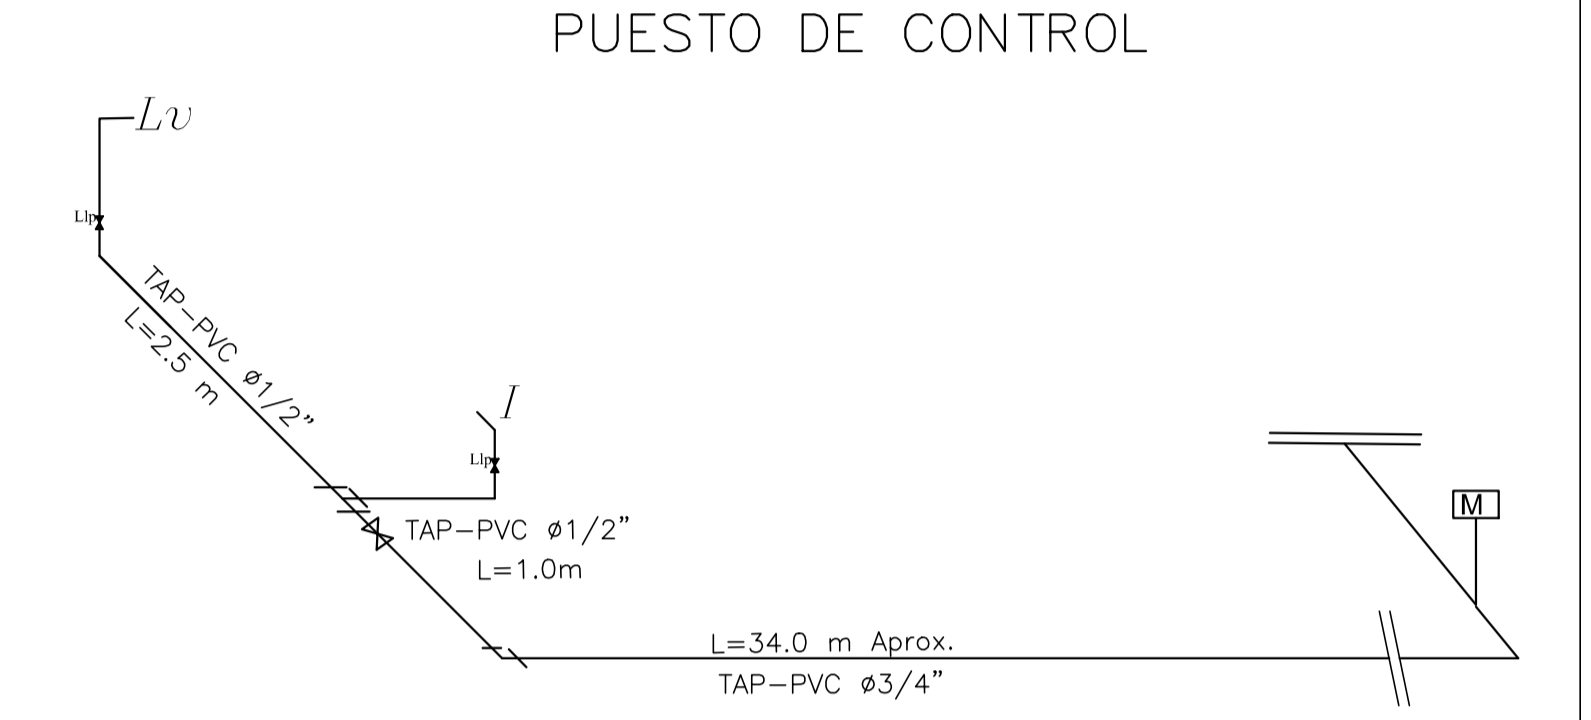 PUESTO DE CONTROL
Lv
Llp
TAP-PVC ø1/2"
L=2.5 m
I
Llp
TAP-PVC ø1/2"
L=1.0m
M
L=34.0 m Aprox.
TAP-PVC ø3/4"